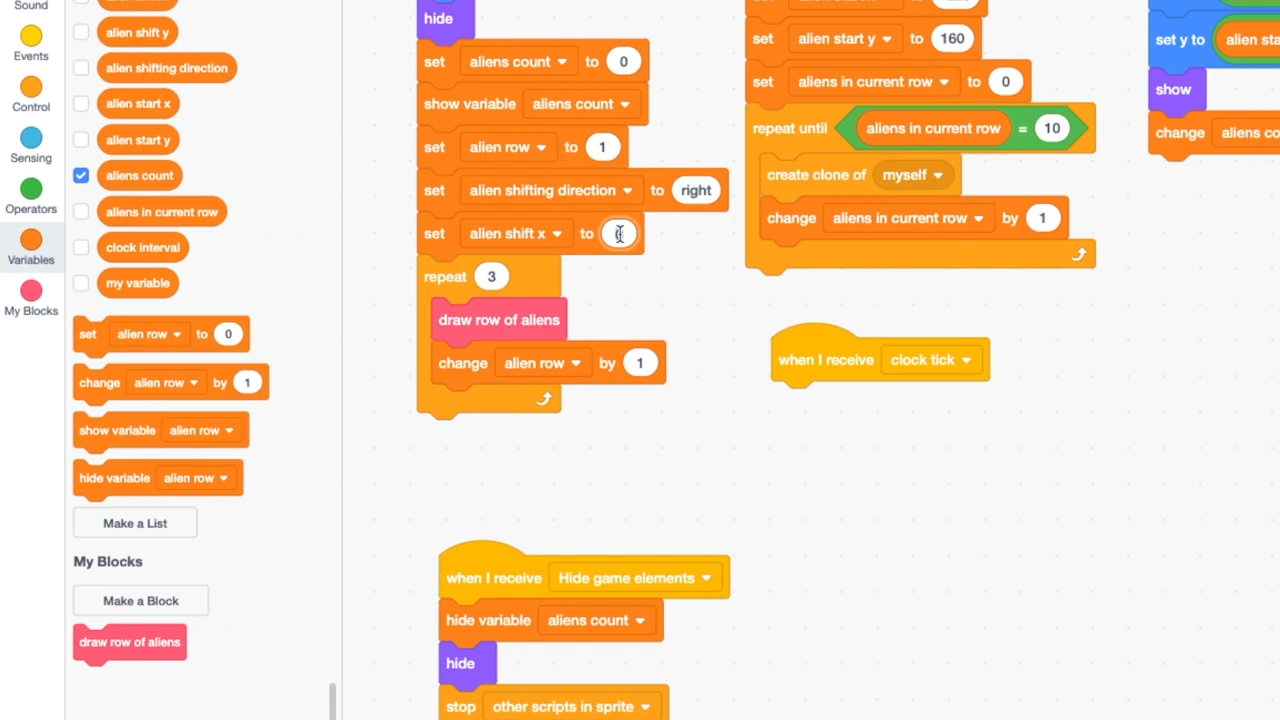 Sound
Events
Control
Sensing
Operators
Variables
My Blocks
alien shift y
alien shifting direction
alien start x
alien start y
aliens count
aliens in current row
clock interval
my variable
set alien row to 0
change alien row by 1
show variable alien row
hide variable alien row
Make a List
My Blocks
Make a Block
draw row of aliens
hide
set aliens count to 0
show variable aliens count
set alien row to 1
set alien shifting direction to right
set alien shift x to
repeat 3
draw row of aliens
change alien row by 1
when I receive Hide game elements
hide variable aliens count
hide
stop other scripts in sprite
set alien start y to 160
set aliens in current row to 0
repeat until aliens in current row = 10
create clone of myself
change aliens in current row by 1
when I receive clock tick
set y to alien sta
show
change aliens co